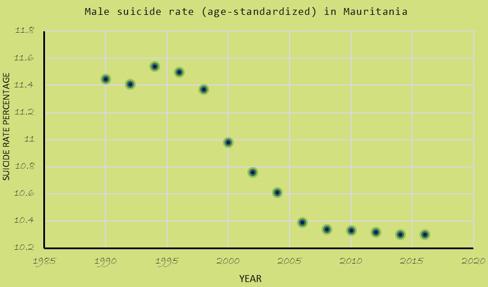 Male suicide rate (age-standardized) in Mauritania
SUICIDE RATE PERCENTAGE
11.8
11.6
11.4
11.2
11
10.8
10.6
10.4
10.2
1985 1990 1995 2000 2005 2010 2015 2020
YEAR